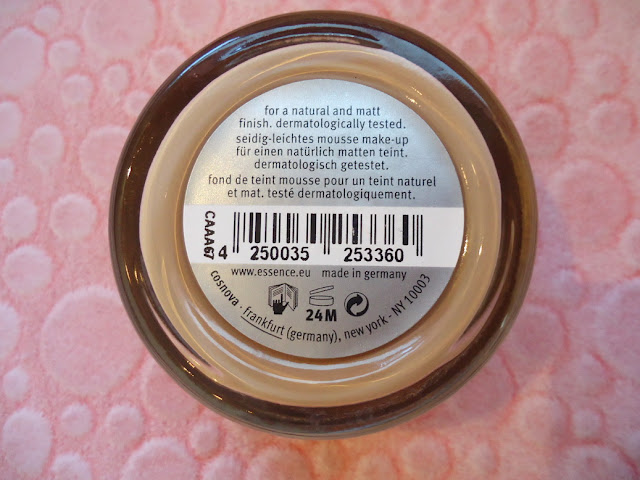 for a natural and matt
finish. dermatologically tested.
seidig-leichtes mousse make-up
für einen natürlich matten teint.
dermatologisch getestet.
fond de teint mousse pour un teint naturel
et mat. testé dermatologiquement.
CAAA67
4 250035 253360
www.essence.eu made in germany
24M
cosnova · frankfurt (germany), new york - NY 10003